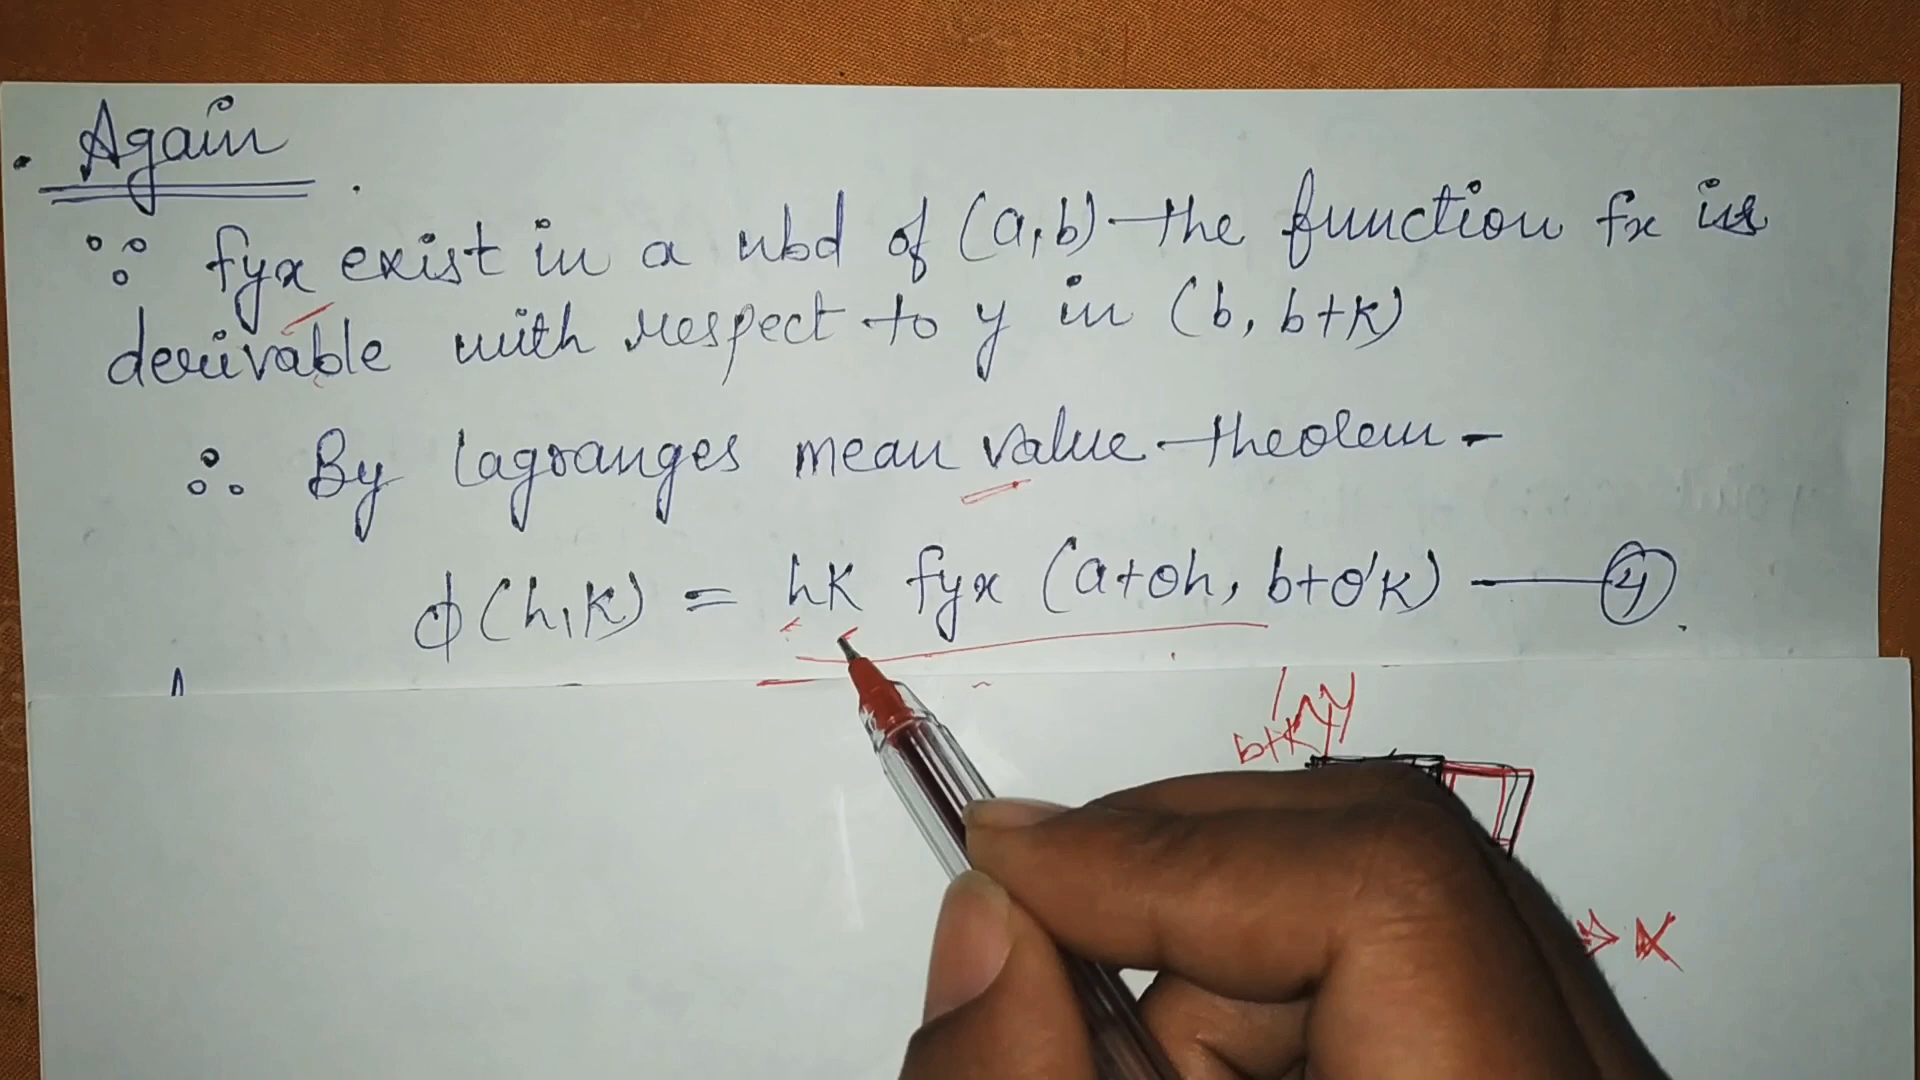 Again
∵ fyx exist in a nbd of (a,b) the function fx is
derivable with respect to y in (b, b+k)
∴ By Lagranges mean value theorem -
ϕ(h,k) = hk fyx (a+θh, b+θ'k) — ④
b+k y
x